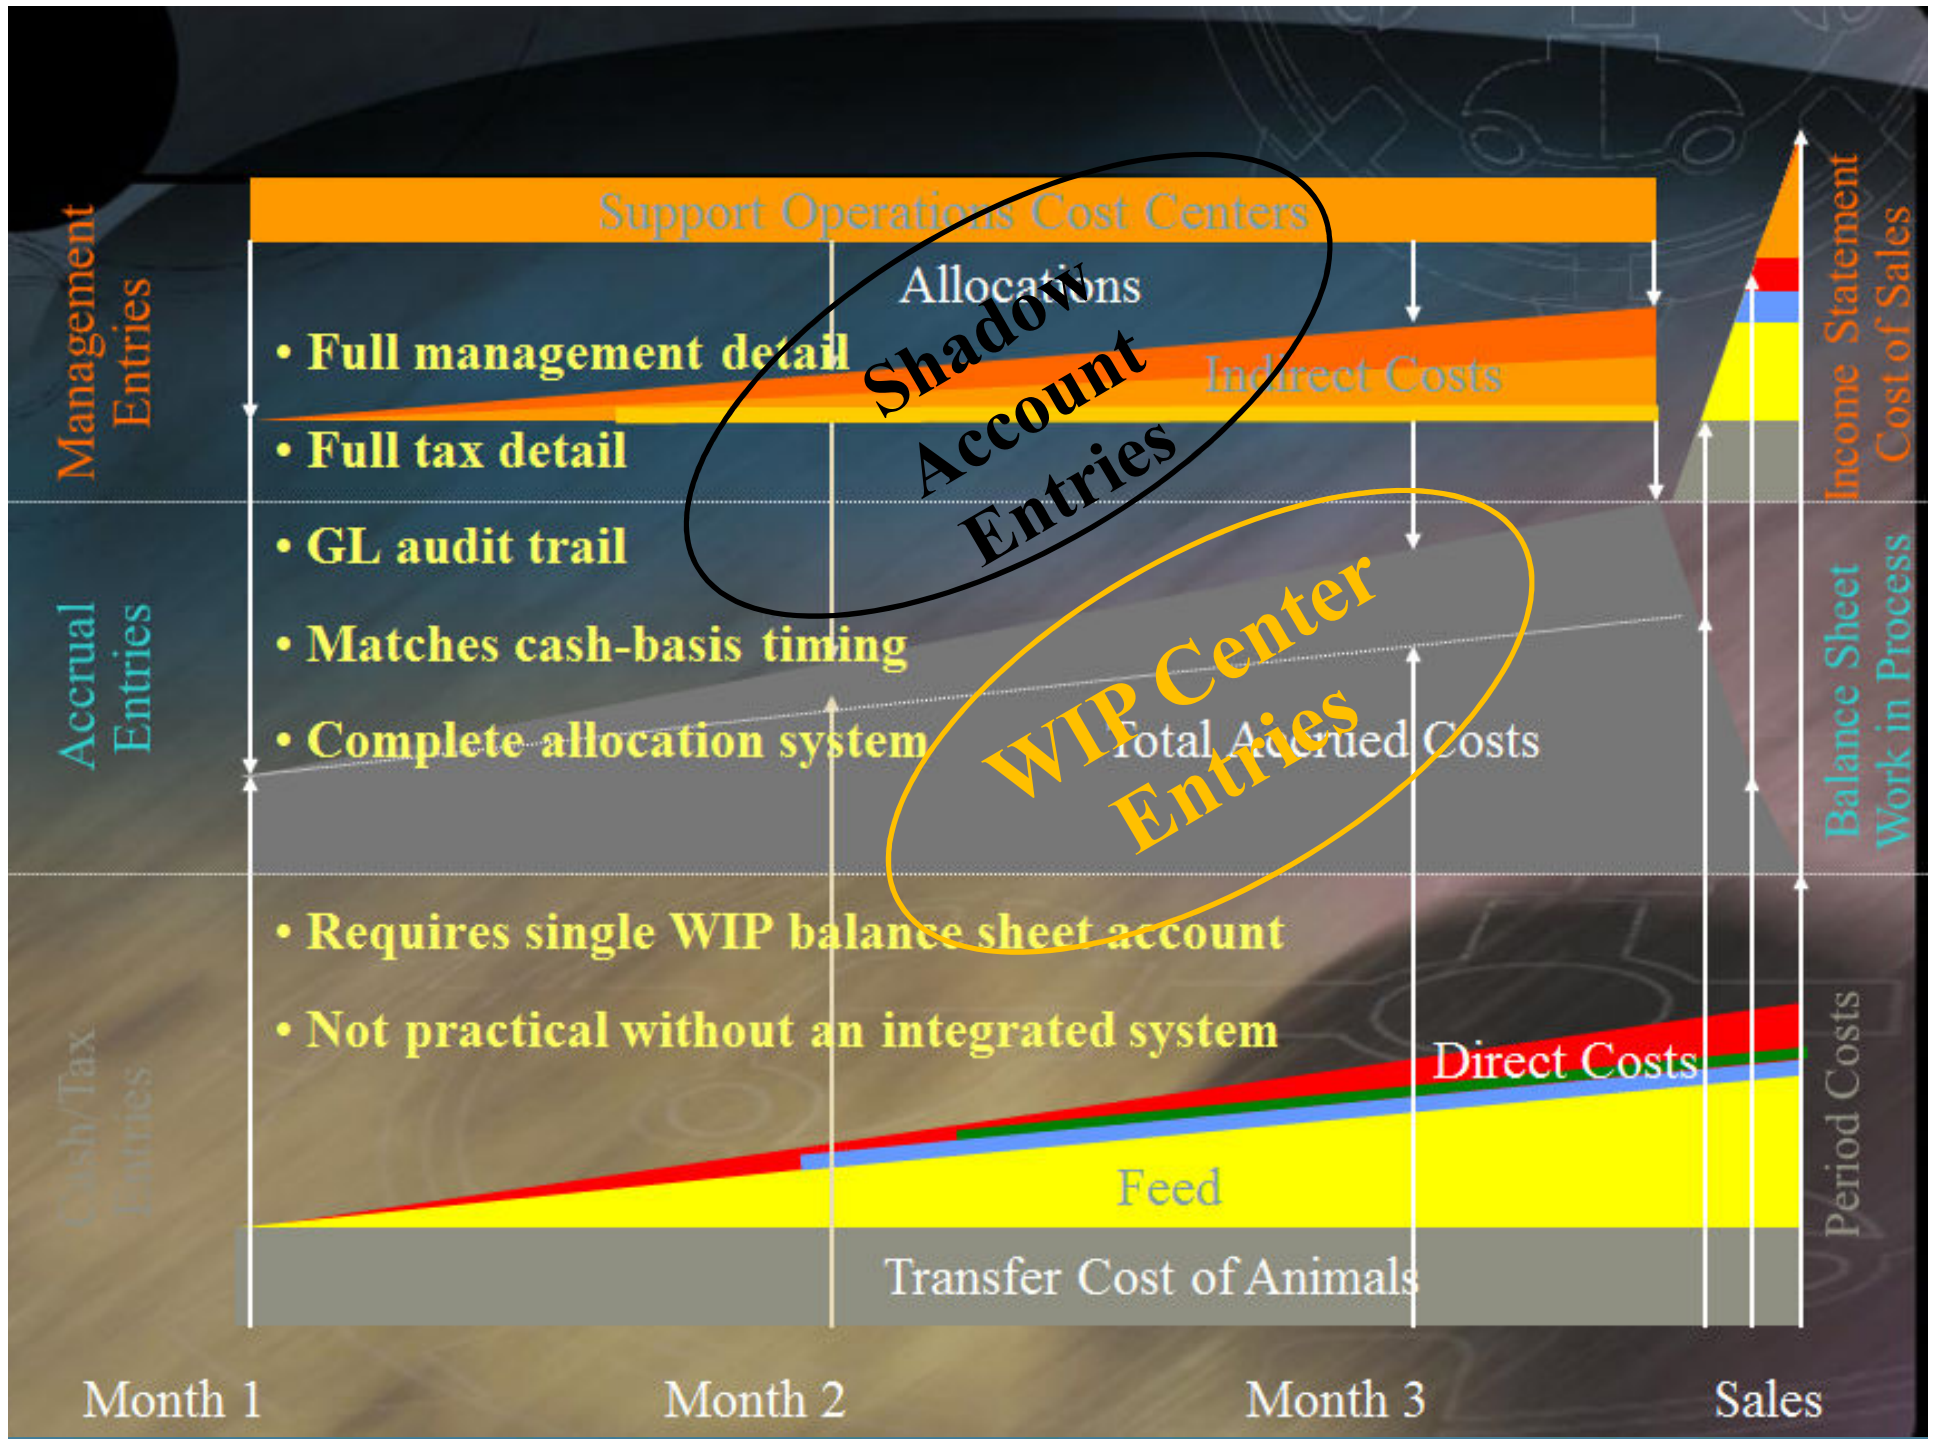 Support Operations Cost Centers
Allocations
• Full management detail
Indirect Costs
• Full tax detail
• GL audit trail
• Matches cash-basis timing
• Complete allocation system
Total Accrued Costs
• Requires single WIP balance sheet account
• Not practical without an integrated system
Direct Costs
Feed
Transfer Cost of Animals
Shadow
Account
Entries
WIP Center
Entries
Management
Entries
Accrual
Entries
Cash/Tax
Entries
Income Statement
Cost of Sales
Balance Sheet
Work in Process
Period Costs
Month 1
Month 2
Month 3
Sales